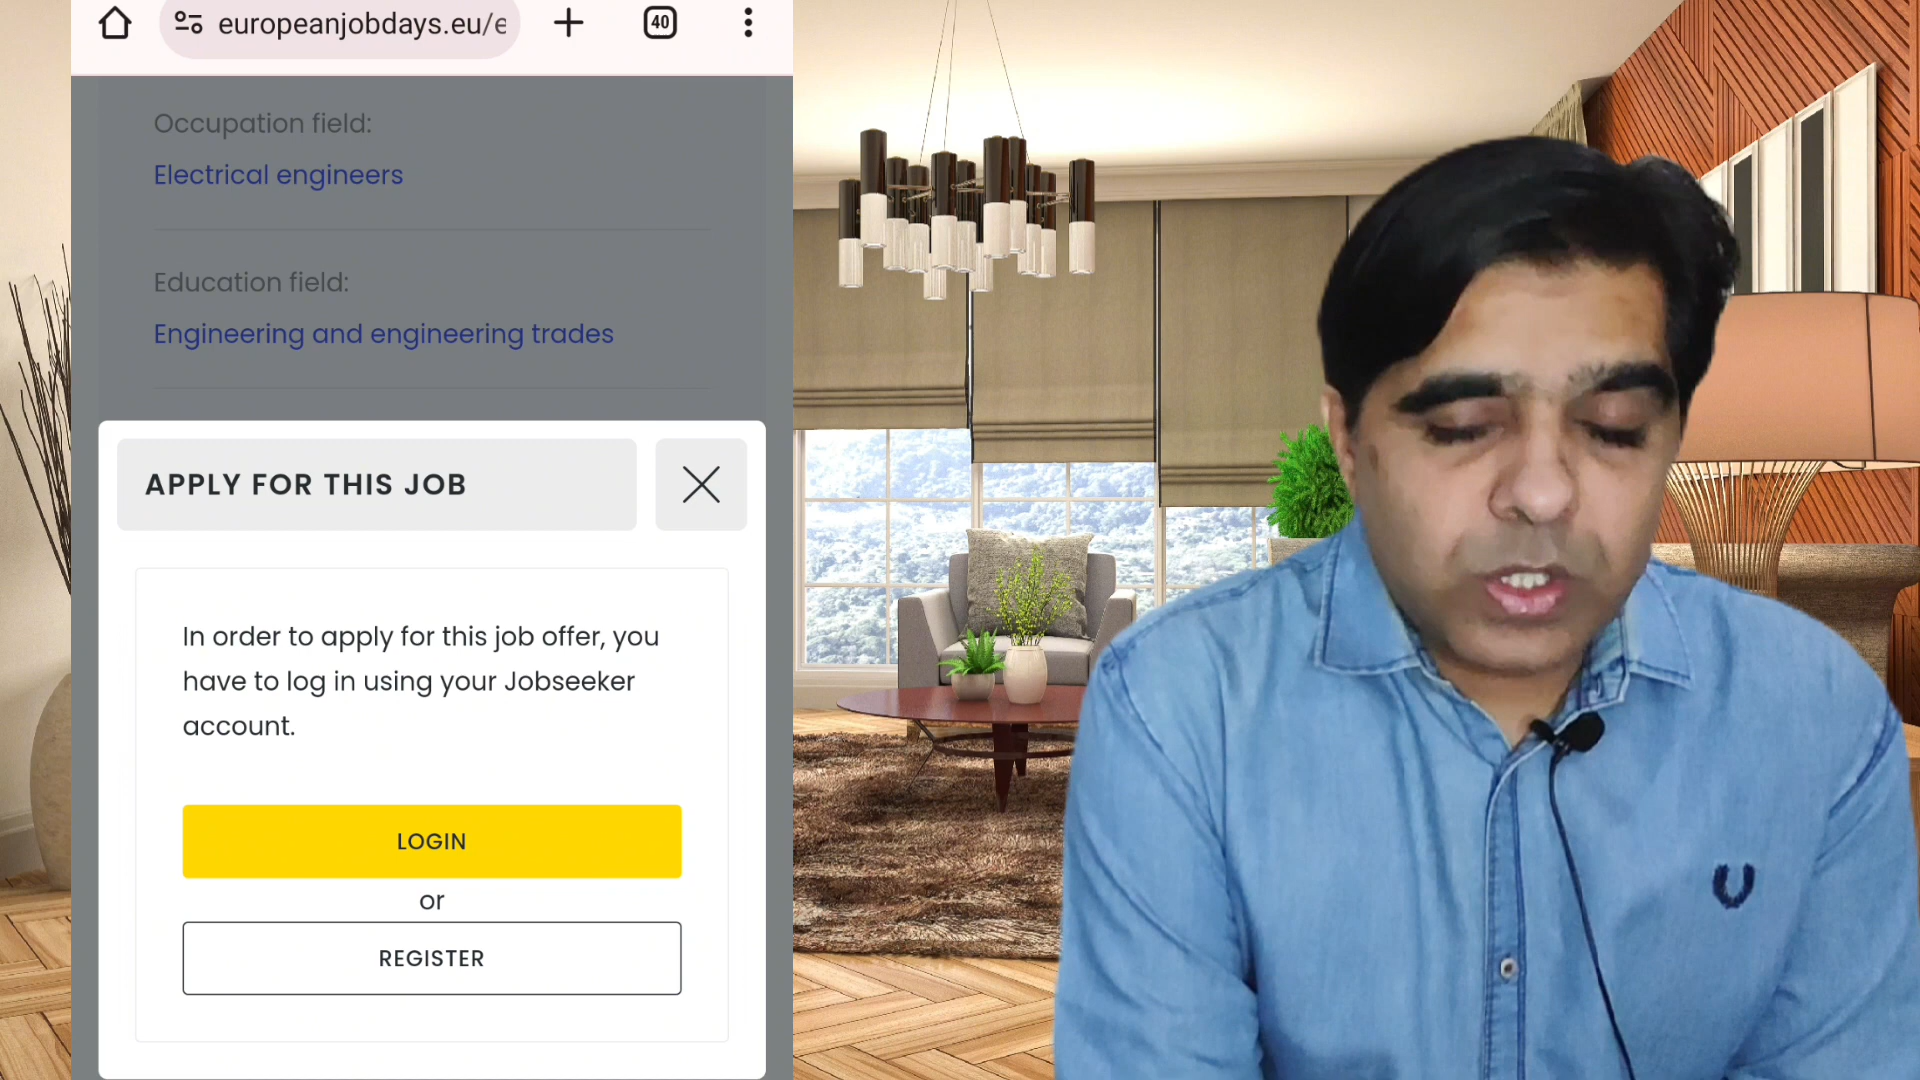 europeanjobdays.eu/e
40
Occupation field:
Electrical engineers
Education field:
Engineering and engineering trades
APPLY FOR THIS JOB
In order to apply for this job offer, you
have to log in using your Jobseeker
account.
LOGIN
or
REGISTER